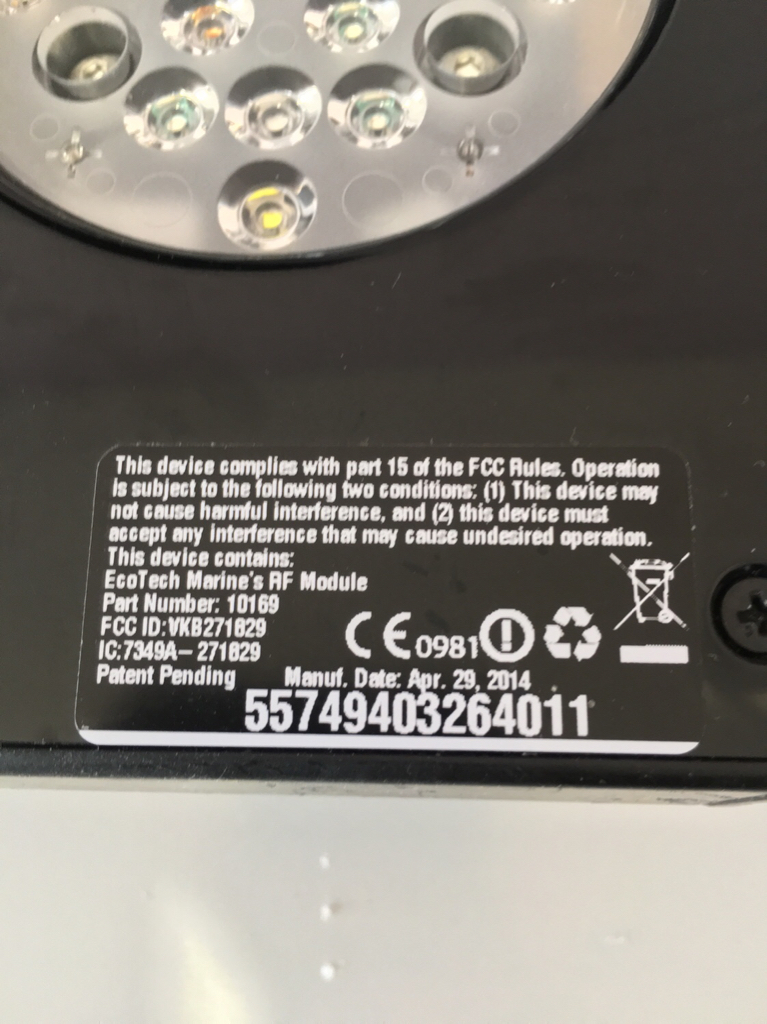 This device complies with part 15 of the FCC Rules. Operation
is subject to the following two conditions: (1) This device may
not cause harmful interference, and (2) this device must
accept any interference that may cause undesired operation.
This device contains:
EcoTech Marine's RF Module
Part Number: 10169
FCC ID:VKB271829
IC:7349A- 271829
CE 0981
Patent Pending Manuf. Date: Apr. 29, 2014
55749403264011